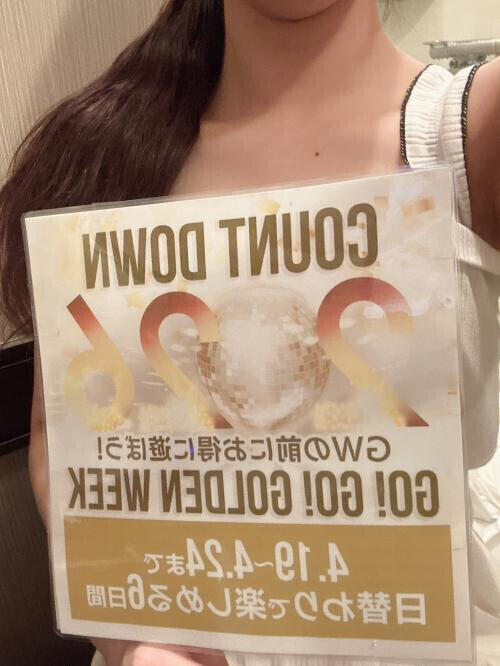 COUNT DOWN
2026
GWの前にお得に遊ぼう!
GO! GO! GOLDEN WEEK
4.19~4.24まで
日替わりで楽しめる6日間